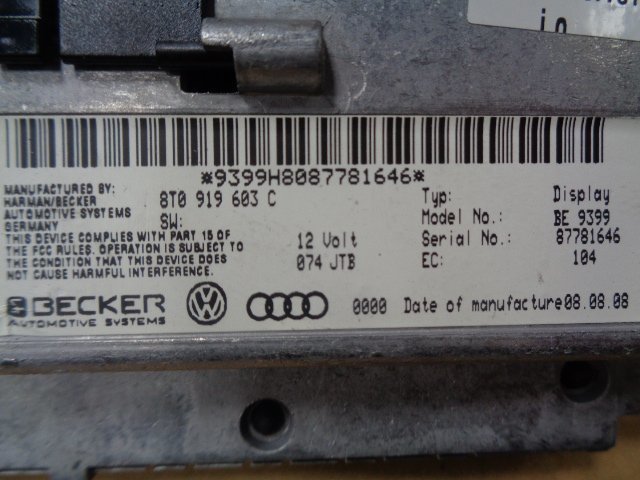 *9399H8087781646*
MANUFACTURED BY:
HARMAN/BECKER
AUTOMOTIVE SYSTEMS
GERMANY
THIS DEVICE COMPLIES WITH PART 15 OF
THE FCC RULES. OPERATION IS SUBJECT TO
THE CONDITION THAT THIS DEVICE DOES
NOT CAUSE HARMFUL INTERFERENCE.
8T0 919 603 C
SW:
12 Volt
074 JTB
Typ: Display
Model No.: BE 9399
Serial No.: 87781646
EC: 104
BECKER
AUTOMOTIVE SYSTEMS
0000 Date of manufacture08.08.08